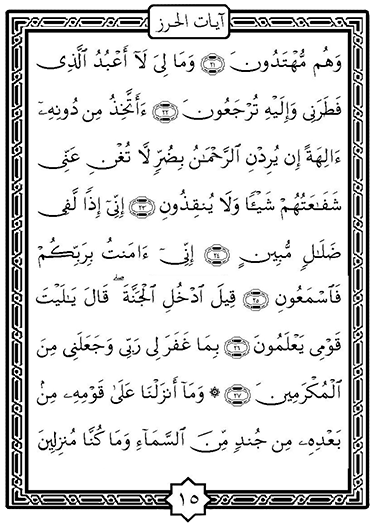 آيات الحرز
وَهُم مُّهْتَدُونَ ٢١ وَمَا لِىَ لَآ أَعْبُدُ ٱلَّذِى
فَطَرَنِى وَإِلَيْهِ تُرْجَعُونَ ٢٢ ءَأَتَّخِذُ مِن دُونِهِۦٓ
ءَالِهَةً إِن يُرِدْنِ ٱلرَّحْمَـٰنُ بِضُرٍّ لَّا تُغْنِ عَنِّى
شَفَـٰعَتُهُمْ شَيْـًٔا وَلَا يُنقِذُونِ ٢٣ إِنِّىٓ إِذًا لَّفِى
ضَلَـٰلٍ مُّبِينٍ ٢٤ إِنِّىٓ ءَامَنتُ بِرَبِّكُمْ
فَٱسْمَعُونِ ٢٥ قِيلَ ٱدْخُلِ ٱلْجَنَّةَ ۖ قَالَ يَـٰلَيْتَ
قَوْمِى يَعْلَمُونَ ٢٦ بِمَا غَفَرَ لِى رَبِّى وَجَعَلَنِى مِنَ
ٱلْمُكْرَمِينَ ٢٧ ۞ وَمَآ أَنزَلْنَا عَلَىٰ قَوْمِهِۦ مِنۢ
بَعْدِهِۦ مِن جُندٍ مِّنَ ٱلسَّمَآءِ وَمَا كُنَّا مُنزِلِينَ
١٥